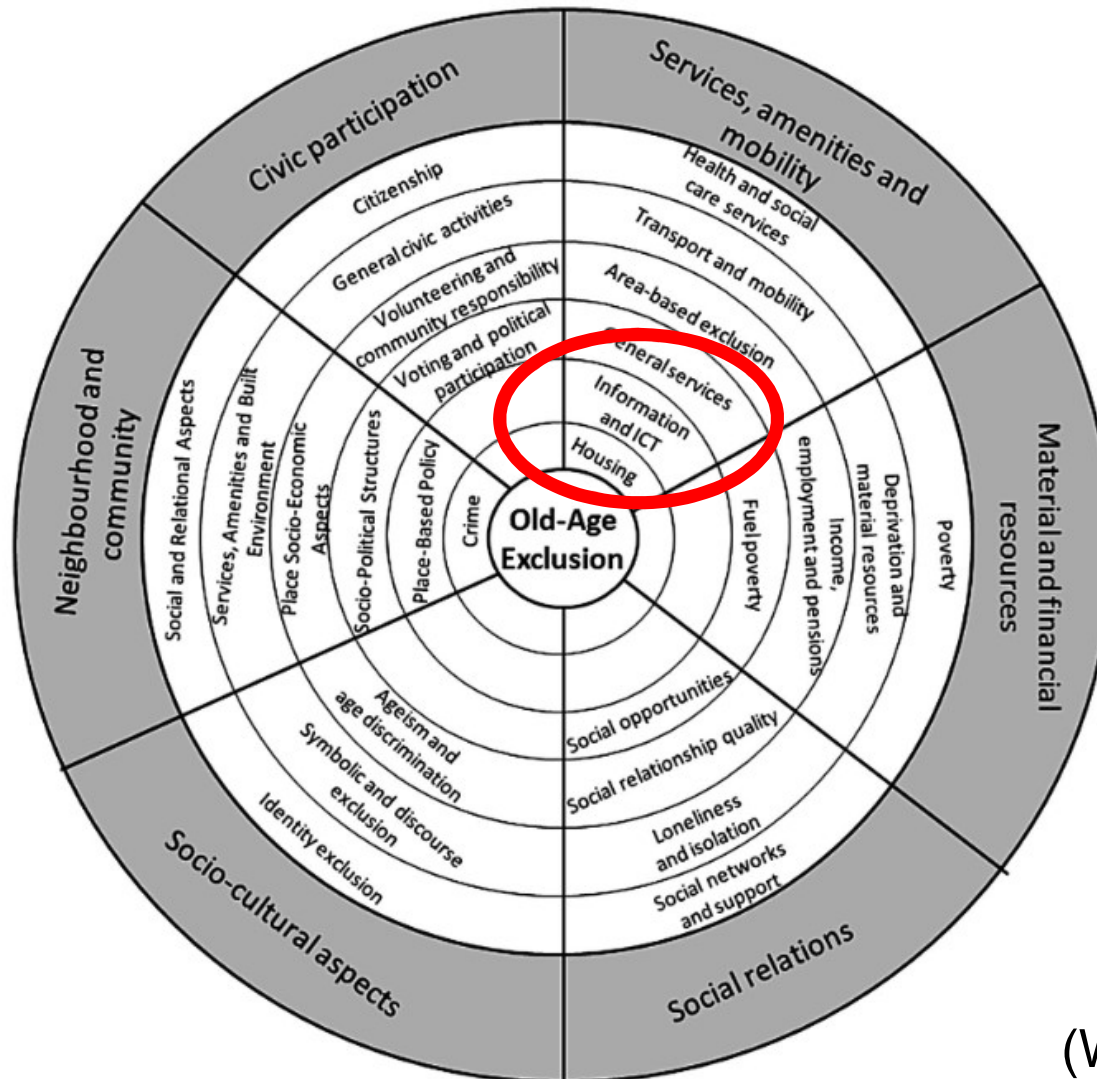 Civic participation
Citizenship
General civic activities
Volunteering and
community responsibility
Voting and political
participation
Services, amenities and
mobility
Health and social
care services
Transport and mobility
Area-based exclusion
General services
Information
and ICT
Housing
Material and financial
resources
Poverty
Deprivation and
material resources
Income,
employment and pensions
Fuel poverty
Social relations
Social networks
and support
Loneliness
and isolation
Social relationship quality
Social opportunities
Socio-cultural aspects
Identity exclusion
Symbolic and discourse
exclusion
Ageism and
age discrimination
Neighbourhood and
community
Social and Relational Aspects
Services, Amenities and Built
Environment
Place Socio-Economic
Aspects
Socio-Political Structures
Place-Based Policy
Crime
Old-Age
Exclusion